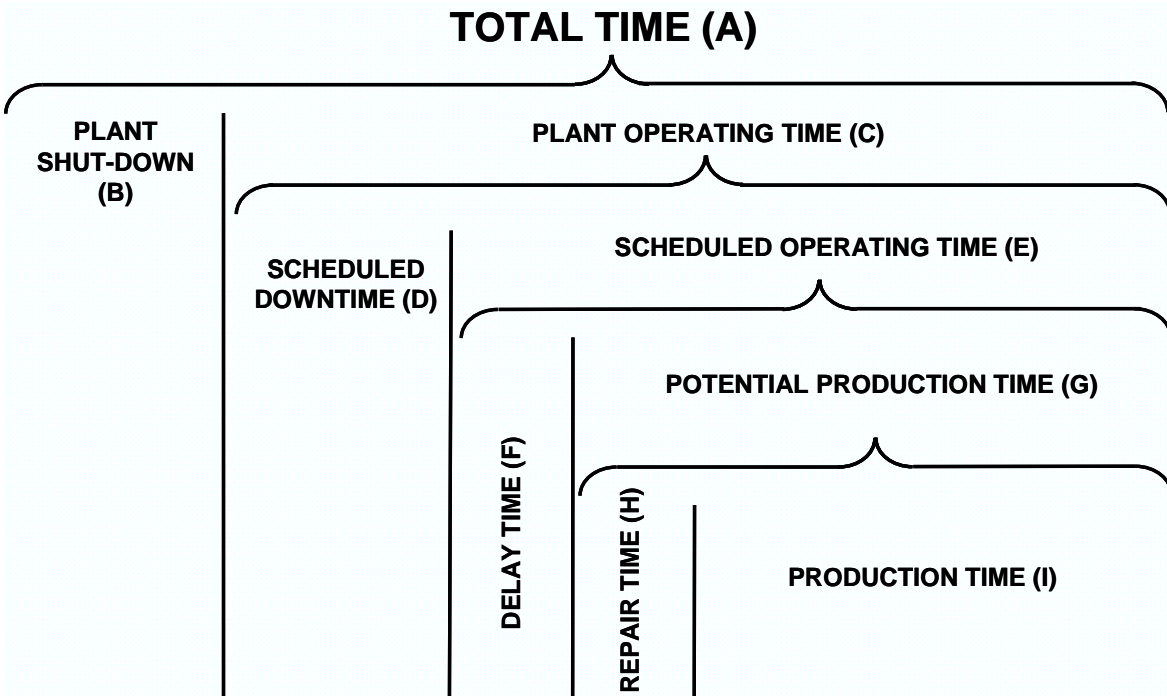 TOTAL TIME (A)
PLANT
SHUT-DOWN
(B)
PLANT OPERATING TIME (C)
SCHEDULED
DOWNTIME (D)
SCHEDULED OPERATING TIME (E)
DELAY TIME (F)
POTENTIAL PRODUCTION TIME (G)
REPAIR TIME (H)
PRODUCTION TIME (I)